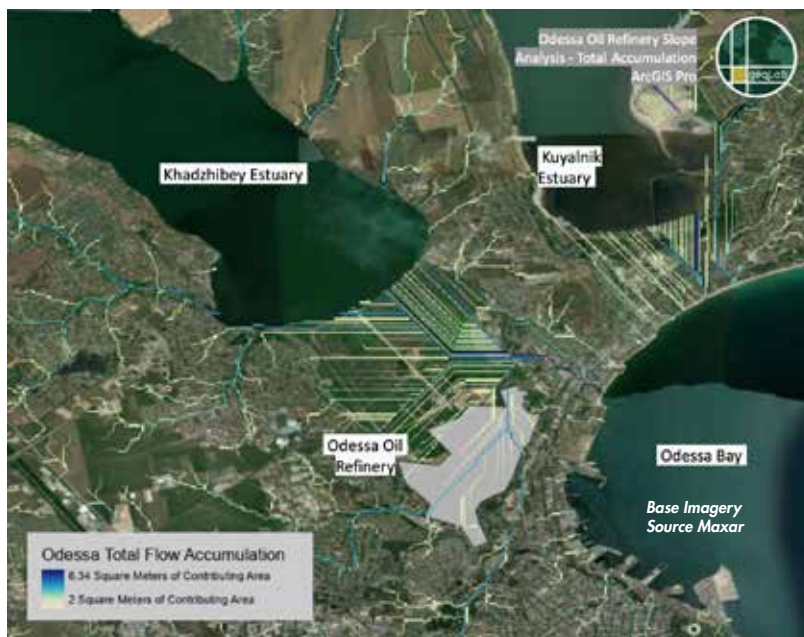 Odessa Oil Refinery Slope
Analysis - Total Accumulation
ArcGIS Pro
geoLab
Khadzhibey Estuary
Kuyalnik
Estuary
Odessa Oil
Refinery
Odessa Bay
Base Imagery
Source Maxar
Odessa Total Flow Accumulation
6.34 Square Meters of Contributing Area
2 Square Meters of Contributing Area